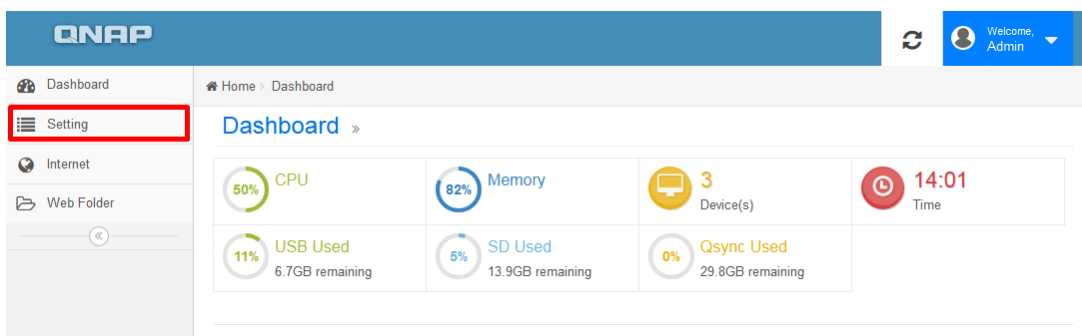 QNAP
Welcome,
Admin
Dashboard
Setting
Internet
Web Folder
Home > Dashboard
Dashboard »
50% CPU
82% Memory
3
Device(s)
14:01
Time
11% USB Used
6.7GB remaining
5% SD Used
13.9GB remaining
0% Qsync Used
29.8GB remaining